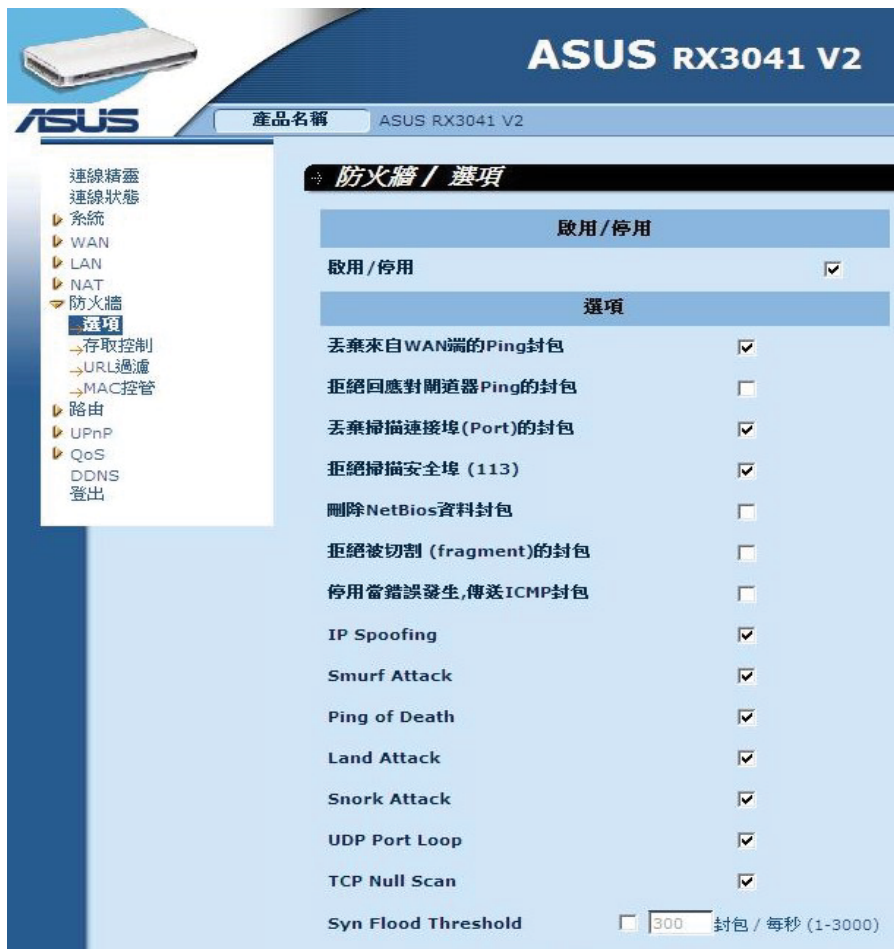 ASUS RX3041 V2
ASUS
產品名稱 ASUS RX3041 V2
連線精靈
連線狀態
系統
WAN
LAN
NAT
防火牆
→選項
→存取控制
→URL過濾
→MAC控管
路由
UPnP
QoS
DDNS
登出
防火牆 / 選項
啟用/停用
啟用/停用
選項
丟棄來自WAN端的Ping封包
拒絕回應對閘道器Ping的封包
丟棄掃描連接埠(Port)的封包
拒絕掃描安全埠 (113)
刪除NetBios資料封包
拒絕被切割 (fragment)的封包
停用當錯誤發生,傳送ICMP封包
IP Spoofing
Smurf Attack
Ping of Death
Land Attack
Snork Attack
UDP Port Loop
TCP Null Scan
Syn Flood Threshold 300 封包 / 每秒 (1-3000)